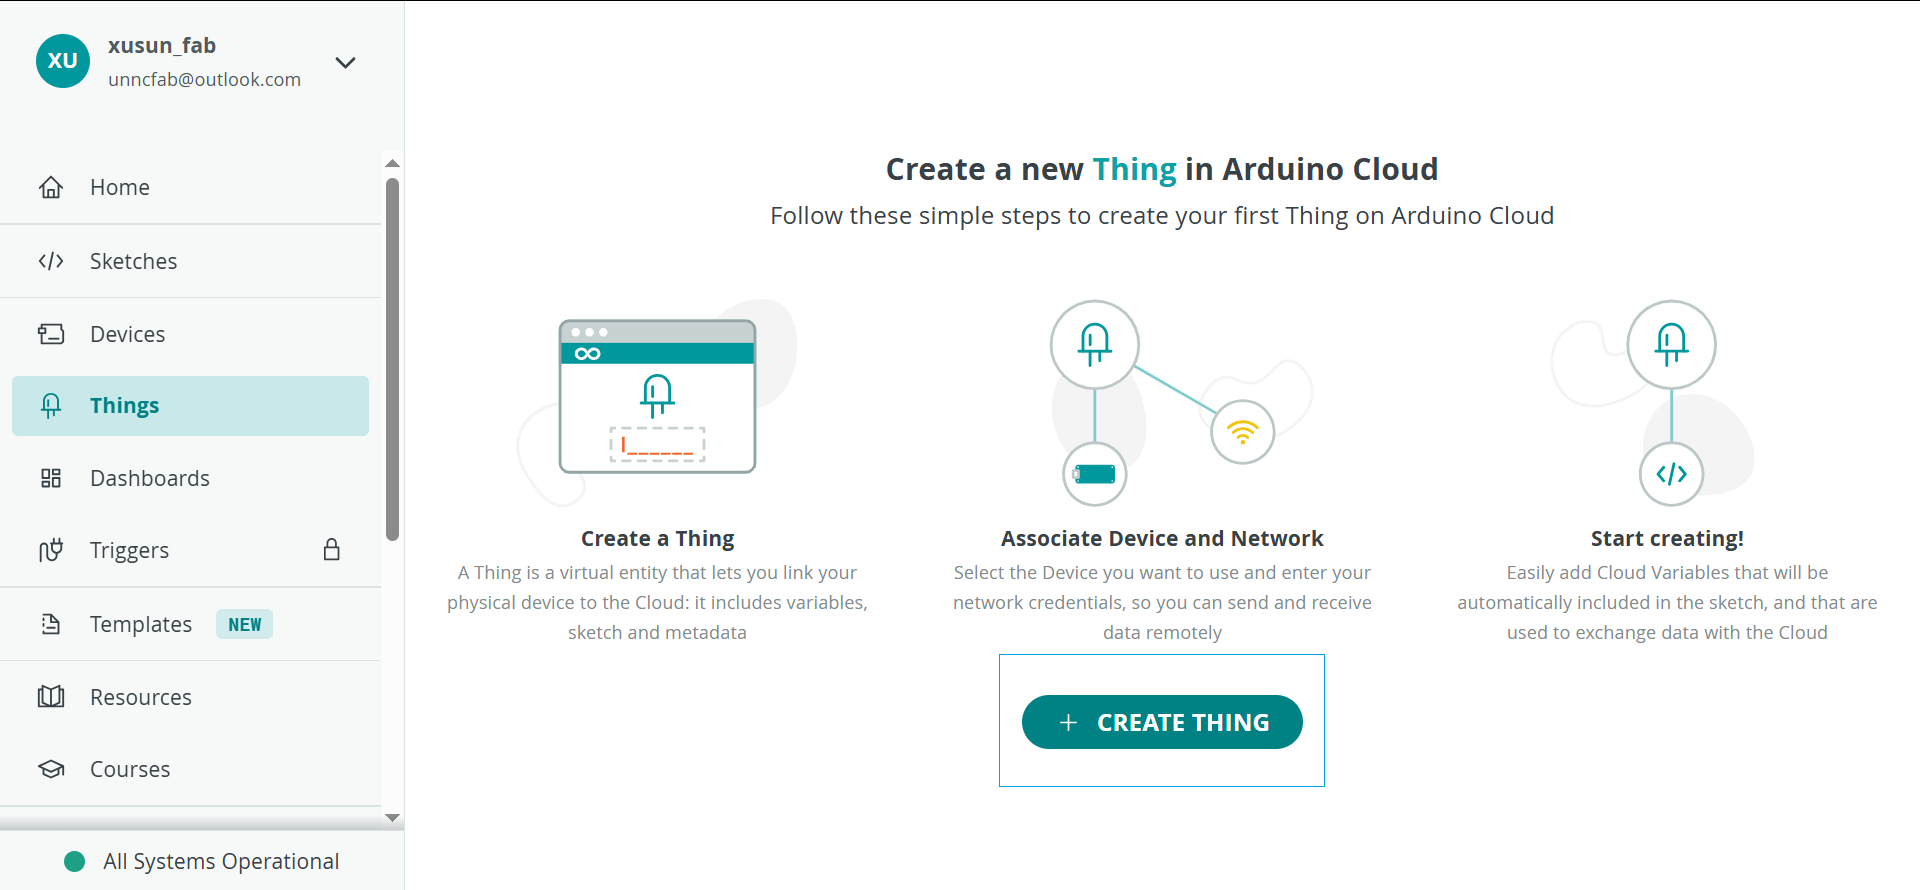 XU
xusun_fab
unncfab@outlook.com
Home
Sketches
Devices
Things
Dashboards
Triggers
Templates NEW
Resources
Courses
All Systems Operational
Create a new Thing in Arduino Cloud
Follow these simple steps to create your first Thing on Arduino Cloud
Create a Thing
A Thing is a virtual entity that lets you link your
physical device to the Cloud: it includes variables,
sketch and metadata
Associate Device and Network
Select the Device you want to use and enter your
network credentials, so you can send and receive
data remotely
Start creating!
Easily add Cloud Variables that will be
automatically included in the sketch, and that are
used to exchange data with the Cloud
+ CREATE THING